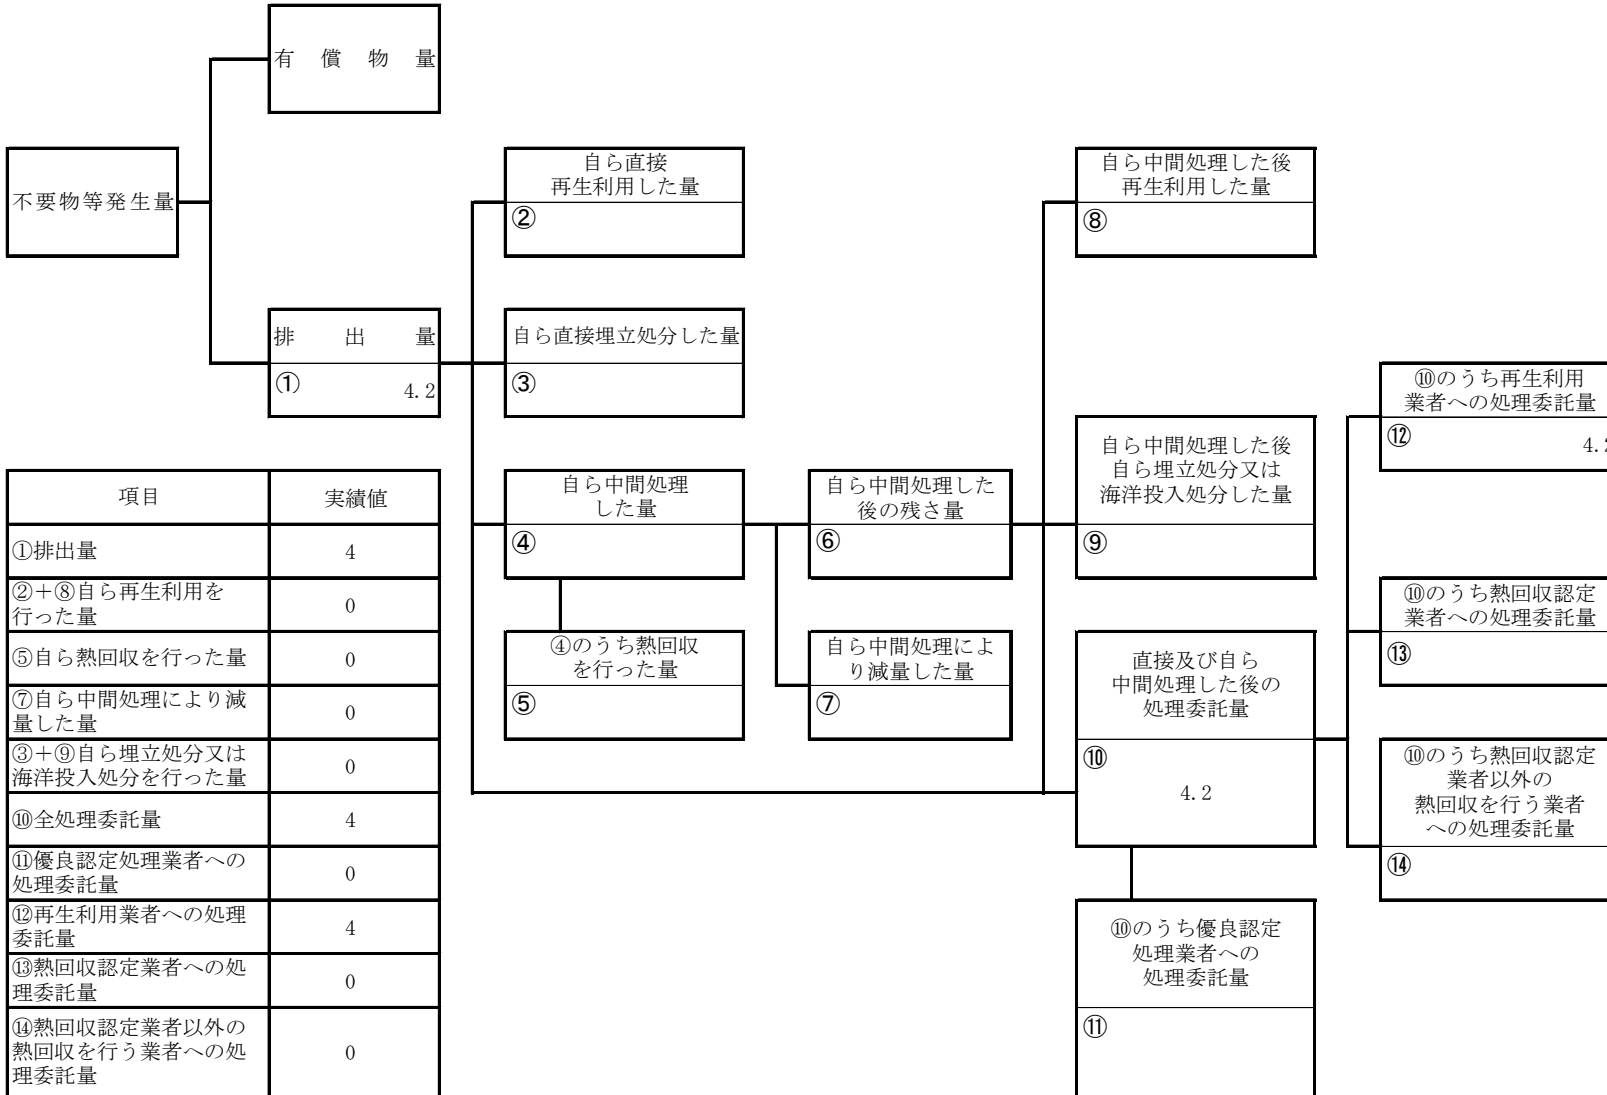 有償物量
不要物等発生量
排出量
①
4.2
自ら直接
再生利用した量
②
自ら直接埋立処分した量
③
自ら中間処理
した量
④
④のうち熱回収
を行った量
⑤
自ら中間処理した
後の残さ量
⑥
自ら中間処理によ
り減量した量
⑦
自ら中間処理した後
再生利用した量
⑧
自ら中間処理した後
自ら埋立処分又は
海洋投入処分した量
⑨
直接及び自ら
中間処理した後の
処理委託量
⑩
4.2
⑩のうち優良認定
処理業者への
処理委託量
⑪
⑩のうち再生利用
業者への処理委託量
⑫
4.2
⑩のうち熱回収認定
業者への処理委託量
⑬
⑩のうち熱回収認定
業者以外の
熱回収を行う業者
への処理委託量
⑭
項目 実績値
①排出量 4
②+⑧自ら再生利用を
行った量 0
⑤自ら熱回収を行った量 0
⑦自ら中間処理により減
量した量 0
③+⑨自ら埋立処分又は
海洋投入処分を行った量 0
⑩全処理委託量 4
⑪優良認定処理業者への
処理委託量 0
⑫再生利用業者への処理
委託量 4
⑬熱回収認定業者への処
理委託量 0
⑭熱回収認定業者以外の
熱回収を行う業者への処
理委託量 0